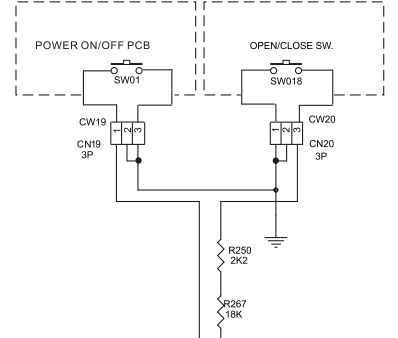 POWER ON/OFF PCB
OPEN/CLOSE SW.
SW01
SW018
CW19
CW20
1 2 3
1 2 3
CN19
3P
CN20
3P
R250
2K2
R267
18K